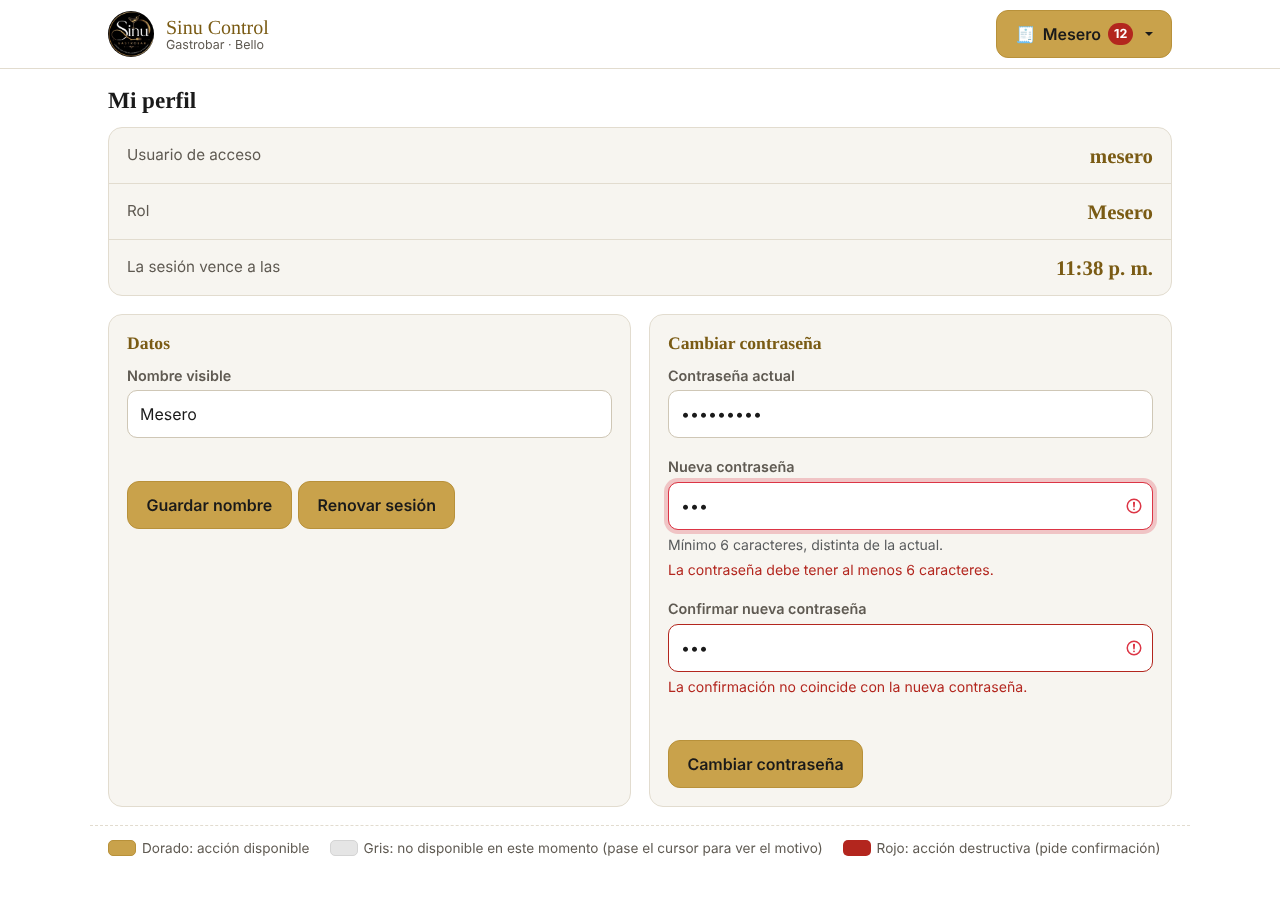 Sinu
Sinu Control
Gastrobar · Bello
Mesero 12
Mi perfil
Usuario de acceso
mesero
Rol
Mesero
La sesión vence a las
11:38 p. m.
Datos
Nombre visible
Mesero
Guardar nombre
Renovar sesión
Cambiar contraseña
Contraseña actual
•••••••••
Nueva contraseña
•••
Mínimo 6 caracteres, distinta de la actual.
La contraseña debe tener al menos 6 caracteres.
Confirmar nueva contraseña
•••
La confirmación no coincide con la nueva contraseña.
Cambiar contraseña
Dorado: acción disponible
Gris: no disponible en este momento (pase el cursor para ver el motivo)
Rojo: acción destructiva (pide confirmación)